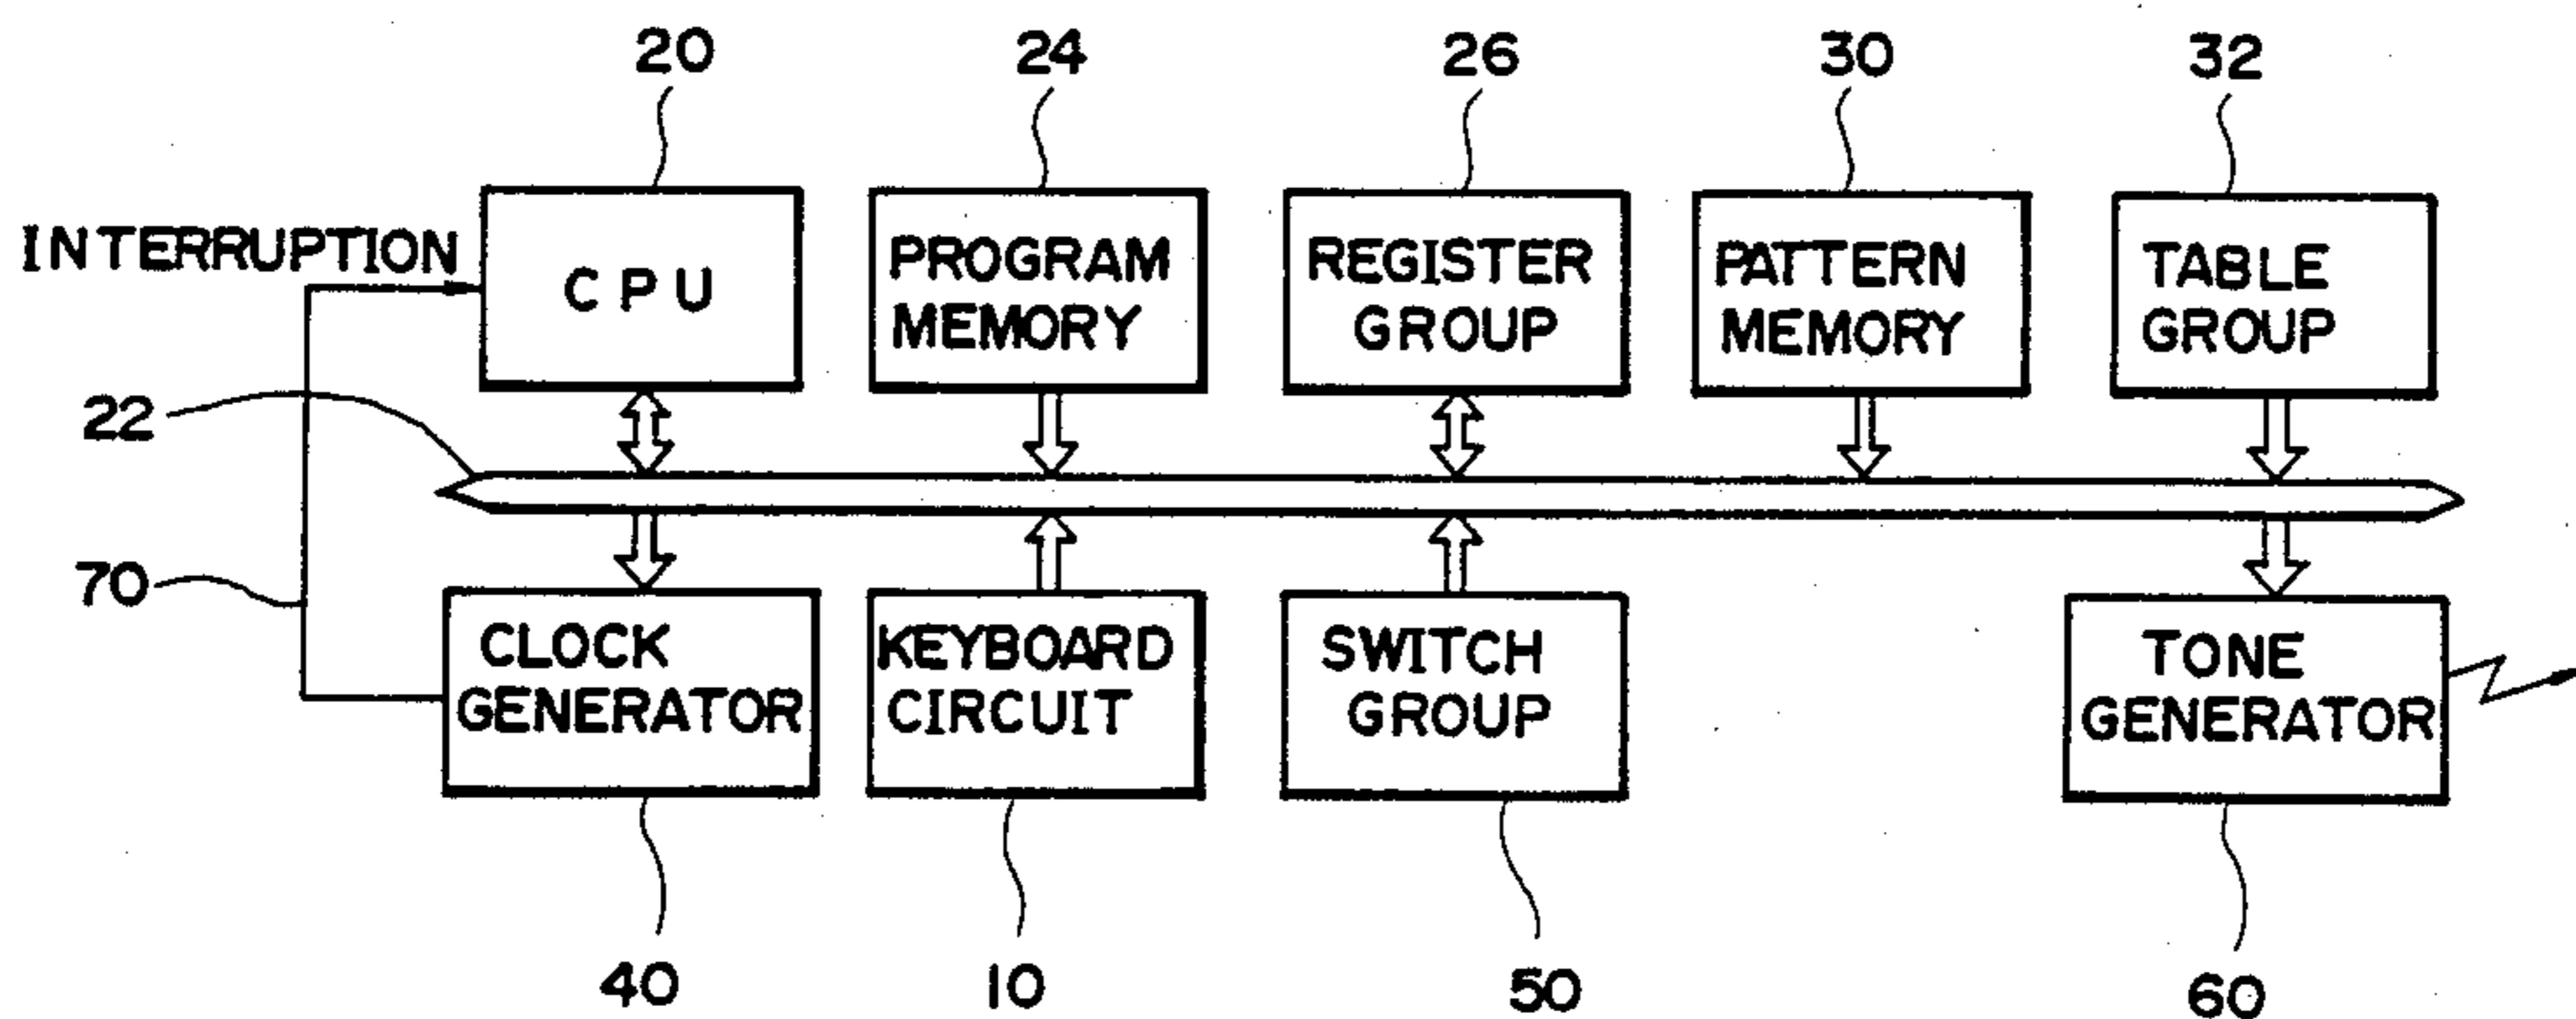 20
24
26
30
32
INTERRUPTION
CPU
PROGRAM
MEMORY
REGISTER
GROUP
PATTERN
MEMORY
TABLE
GROUP
22
70
CLOCK
GENERATOR
KEYBOARD
CIRCUIT
SWITCH
GROUP
TONE
GENERATOR
40
10
50
60